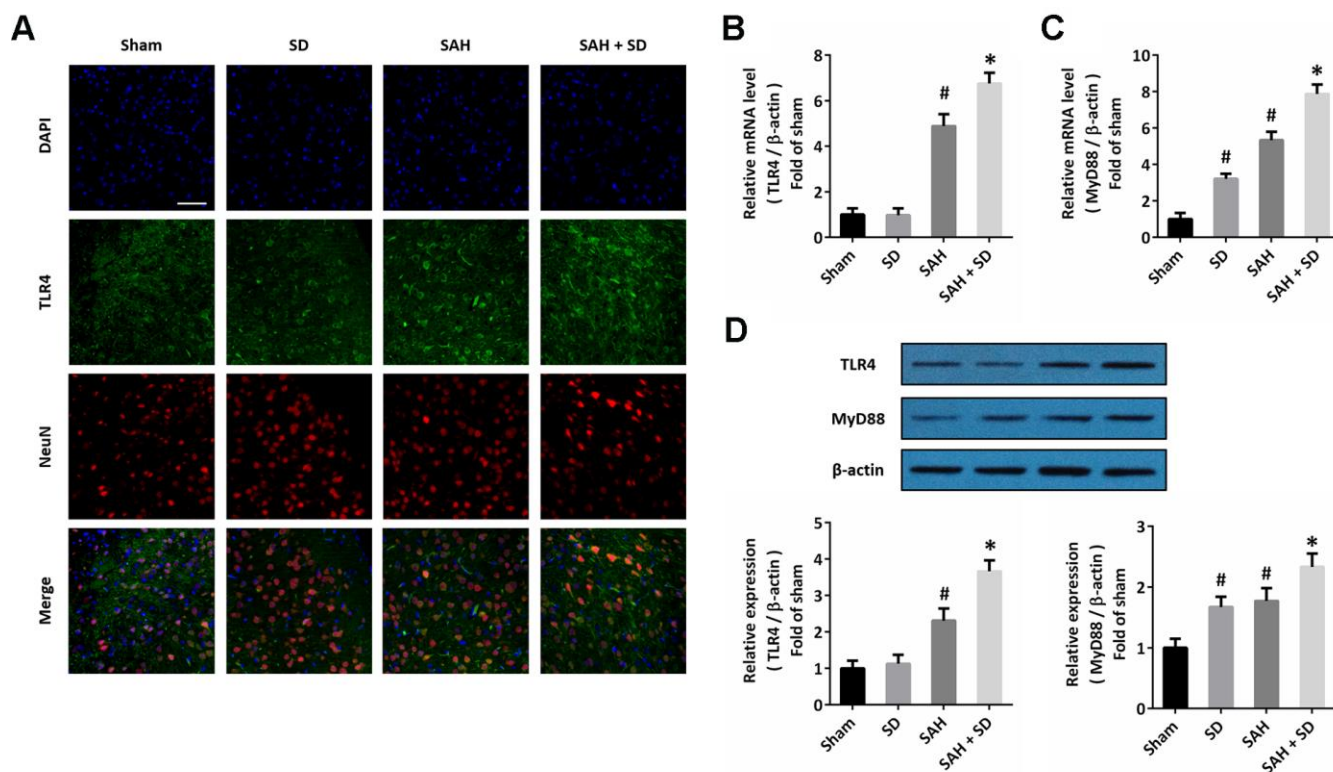 A
Sham SD SAH SAH + SD
DAPI
TLR4
NeuN
Merge
B
Relative mRNA level
( TLR4 / β-actin )
Fold of sham
8
6
4
2
0
#
*
Sham
SD
SAH
SAH + SD
C
Relative mRNA level
( MyD88 / β-actin )
Fold of sham
10
8
6
4
2
0
#
#
*
Sham
SD
SAH
SAH + SD
D
TLR4
MyD88
β-actin
Relative expression
( TLR4 / β-actin )
Fold of sham
5
4
3
2
1
0
#
*
Sham
SD
SAH
SAH + SD
Relative expression
( MyD88 / β-actin )
Fold of sham
3
2
1
0
#
#
*
Sham
SD
SAH
SAH + SD